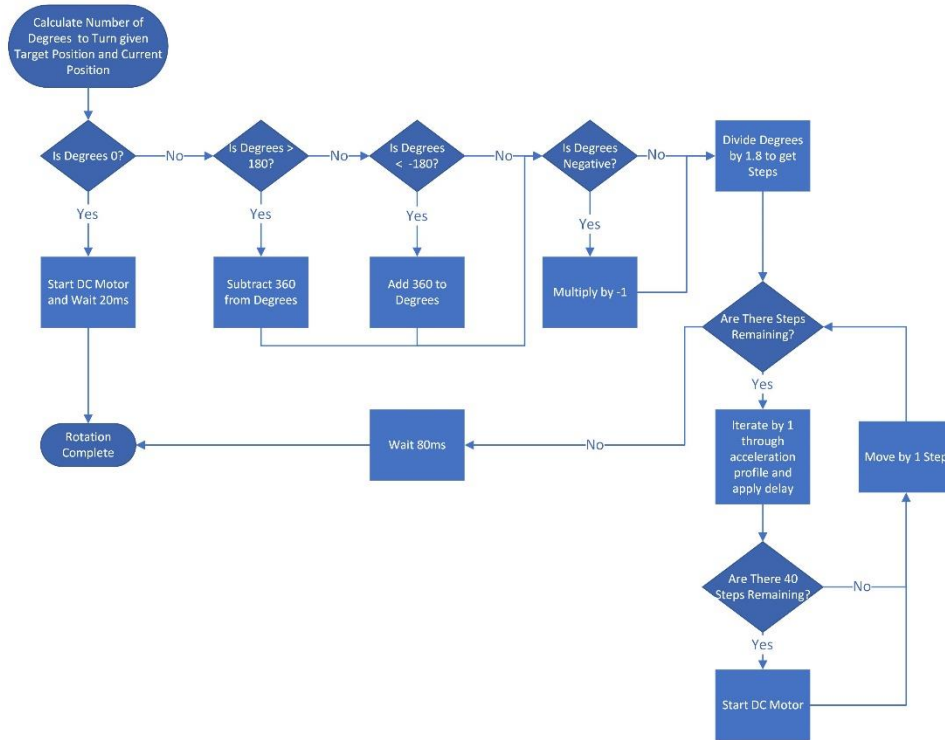 Calculate Number of
Degrees to Turn given
Target Position and Current
Position
Is Degrees 0?
No
Is Degrees >
180?
No
Is Degrees
< -180?
No
Is Degrees
Negative?
No
Divide Degrees
by 1.8 to get
Steps
Yes
Yes
Yes
Yes
Start DC Motor
and Wait 20ms
Subtract 360
from Degrees
Add 360 to
Degrees
Multiply by -1
Are There Steps
Remaining?
Yes
Rotation
Complete
Wait 80ms
No
Iterate by 1
through
acceleration
profile and
apply delay
Move by 1 Step
Are There 40
Steps Remaining?
No
Yes
Start DC Motor